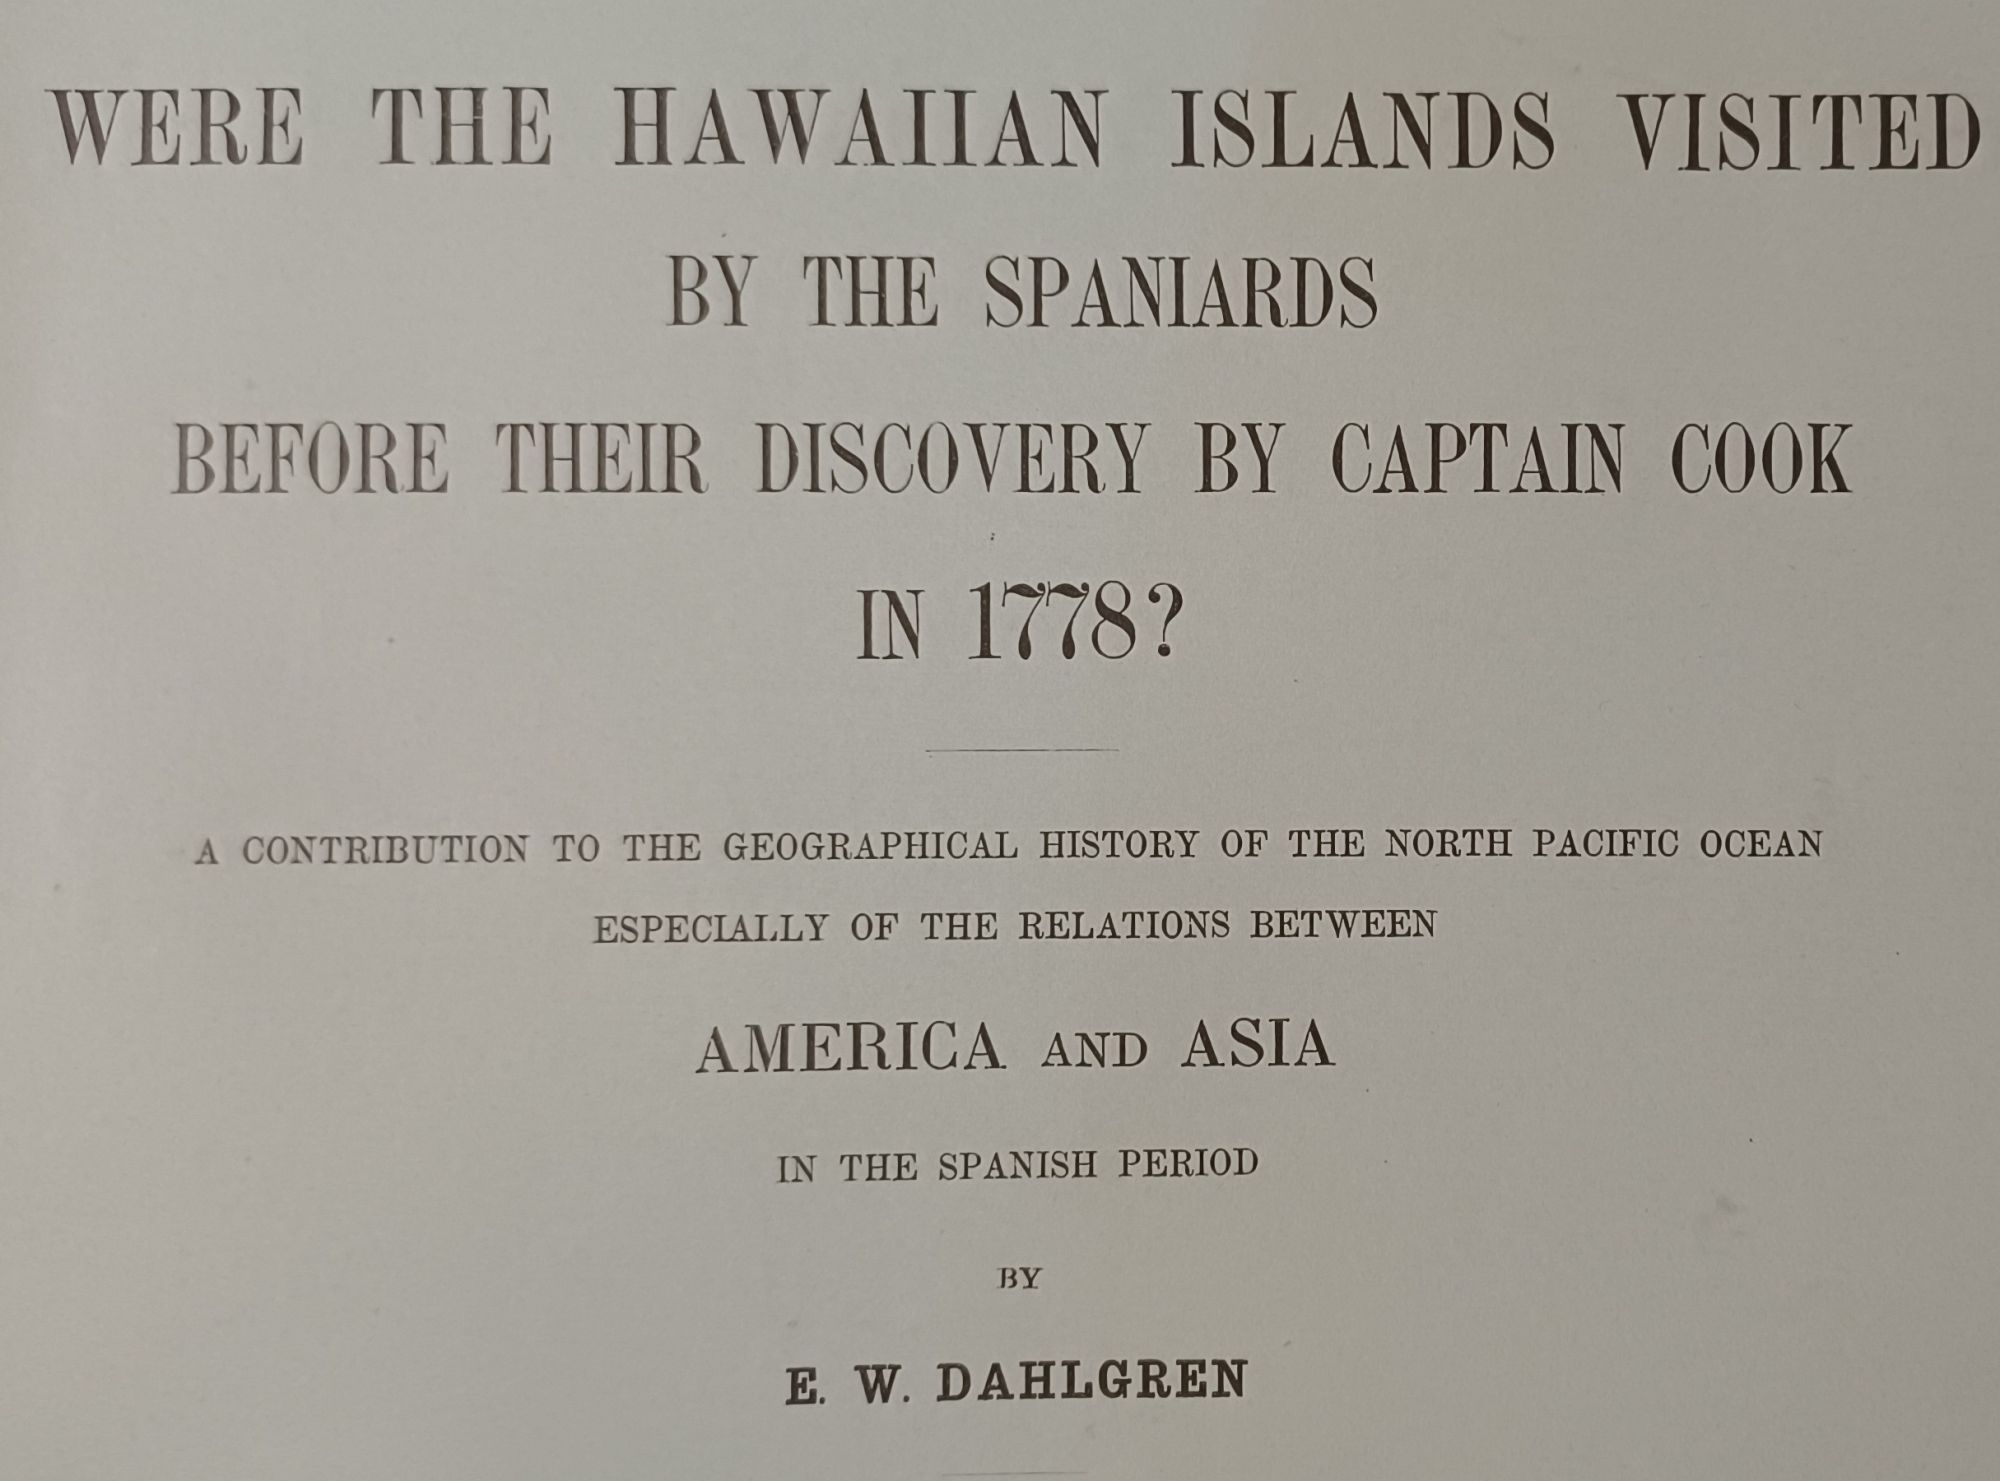 WERE THE HAWAIIAN ISLANDS VISITED
BY THE SPANIARDS
BEFORE THEIR DISCOVERY BY CAPTAIN COOK
IN 1778?
A CONTRIBUTION TO THE GEOGRAPHICAL HISTORY OF THE NORTH PACIFIC OCEAN
ESPECIALLY OF THE RELATIONS BETWEEN
AMERICA AND ASIA
IN THE SPANISH PERIOD
BY
E. W. DAHLGREN